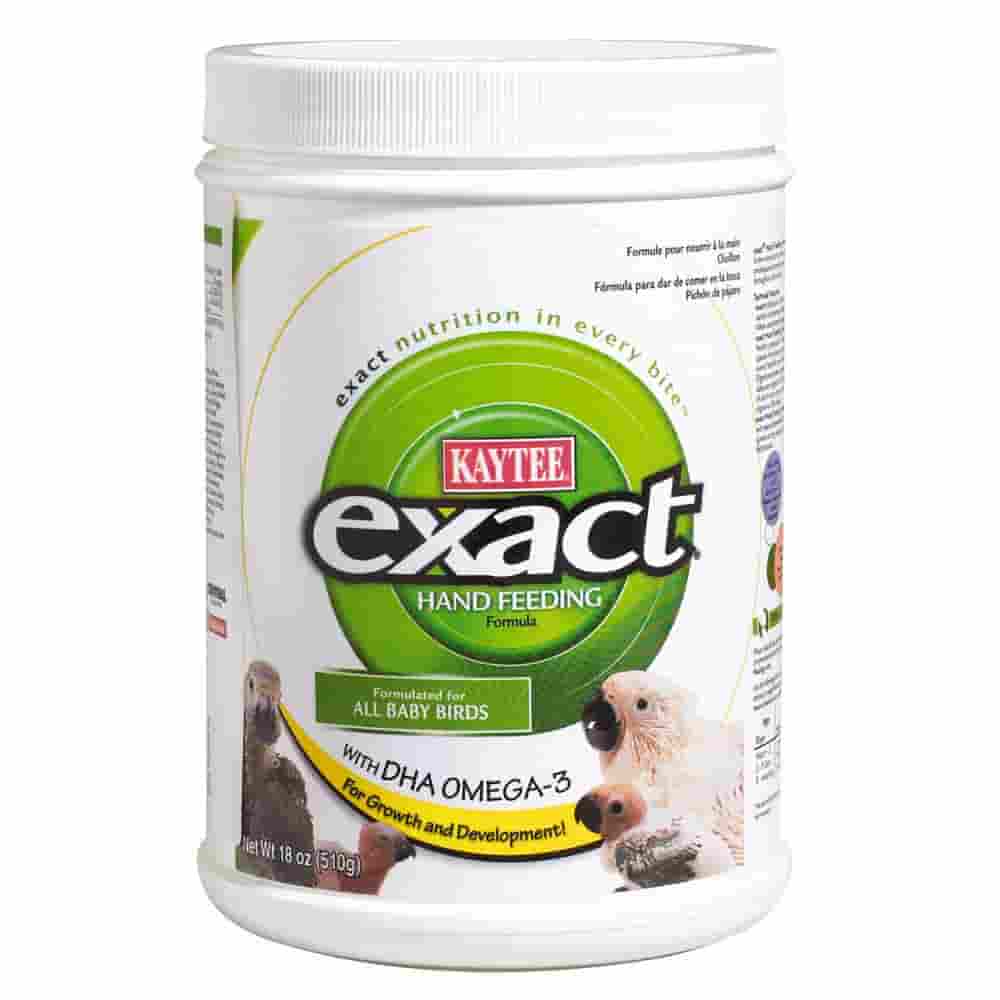 Formule pour nourrir à la main
Oisillon
Fórmula para dar de comer en la boca
Pichón de pájaro
exact nutrition in every bite™
KAYTEE®
exact
HAND FEEDING
Formula
Formulated for
ALL BABY BIRDS
WITH DHA OMEGA-3
For Growth and Development!
Net Wt 18 oz (510g)